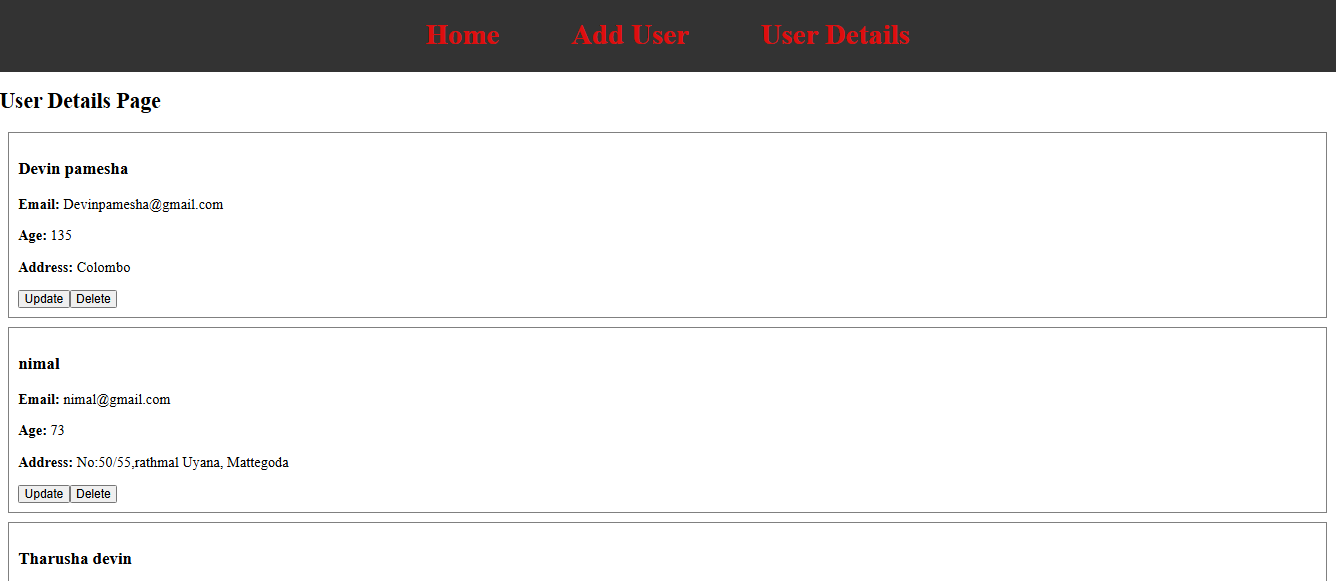 Home Add User User Details
User Details Page
Devin pamesha
Email: Devinpamesha@gmail.com
Age: 135
Address: Colombo
Update Delete
nimal
Email: nimal@gmail.com
Age: 73
Address: No:50/55,rathmal Uyana, Mattegoda
Update Delete
Tharusha devin